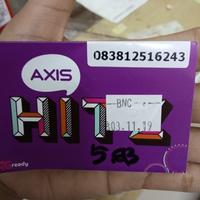 083812516243
AXIS
BNC
HITZ
03.11.19
5 RB
ready